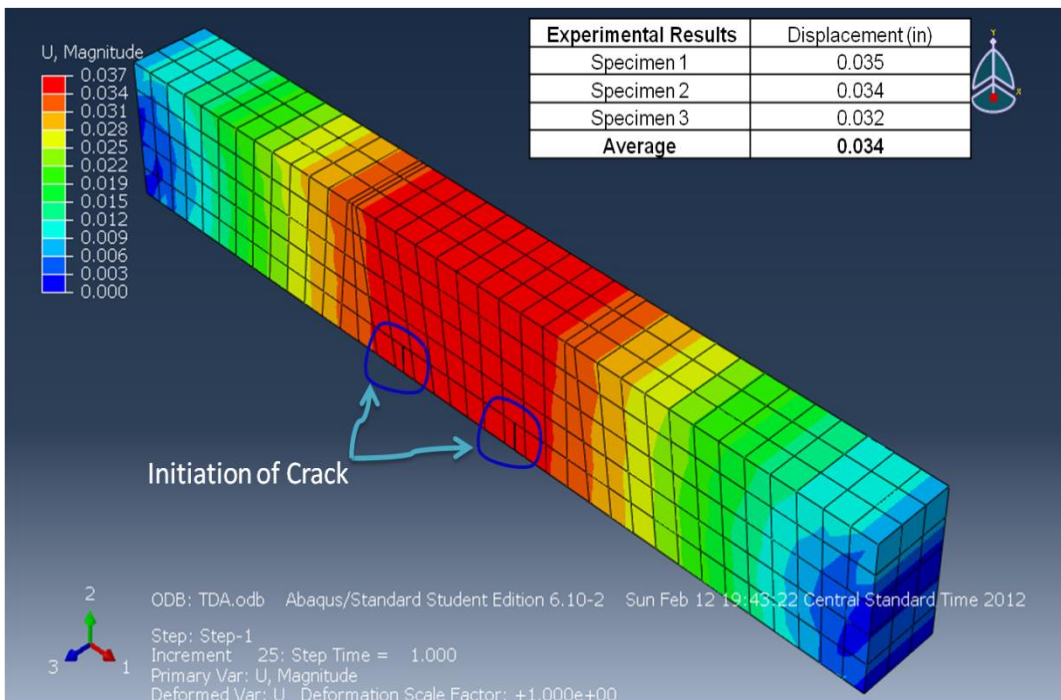 U, Magnitude
0.037
0.034
0.031
0.028
0.025
0.022
0.019
0.015
0.012
0.009
0.006
0.003
0.000
Experimental Results Displacement (in)
Specimen 1 0.035
Specimen 2 0.034
Specimen 3 0.032
Average 0.034
Y
X
Initiation of Crack
2
3 1
ODB: TDA.odb Abaqus/Standard Student Edition 6.10-2 Sun Feb 12 19:43:22 Central Standard Time 2012
Step: Step-1
Increment 25: Step Time = 1.000
Primary Var: U, Magnitude
Deformed Var: U Deformation Scale Factor: +1.000e+00